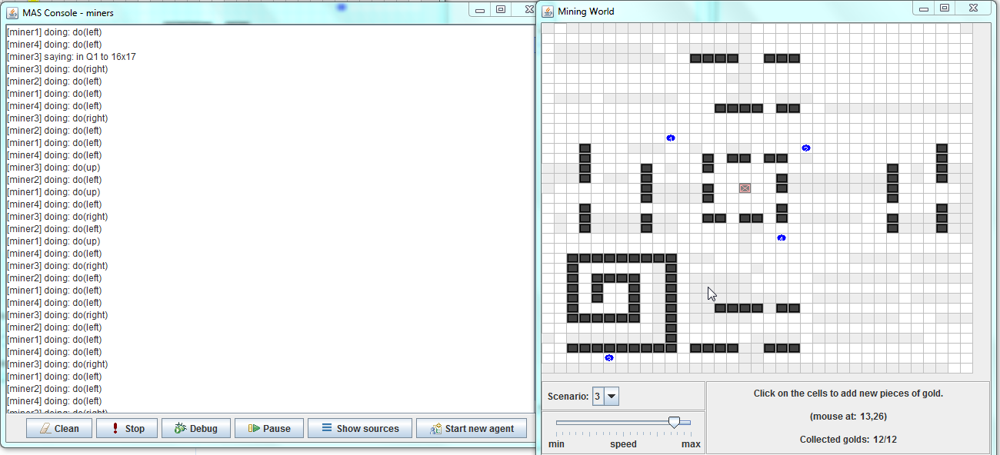 MAS Console - miners
[miner1] doing: do(left)
[miner4] doing: do(left)
[miner3] saying: in Q1 to 16x17
[miner3] doing: do(right)
[miner2] doing: do(left)
[miner1] doing: do(left)
[miner4] doing: do(left)
[miner3] doing: do(right)
[miner2] doing: do(left)
[miner1] doing: do(left)
[miner4] doing: do(left)
[miner3] doing: do(up)
[miner2] doing: do(left)
[miner1] doing: do(up)
[miner4] doing: do(left)
[miner3] doing: do(right)
[miner2] doing: do(left)
[miner1] doing: do(up)
[miner4] doing: do(left)
[miner3] doing: do(right)
[miner2] doing: do(left)
[miner1] doing: do(left)
[miner4] doing: do(left)
[miner3] doing: do(right)
[miner2] doing: do(left)
[miner1] doing: do(left)
[miner4] doing: do(left)
[miner3] doing: do(right)
[miner1] doing: do(left)
[miner2] doing: do(left)
[miner4] doing: do(left)
[miner3] doing: do(right)
Clean
Stop
Debug
Pause
Show sources
Start new agent
Mining World
Scenario: 3
min speed max
Click on the cells to add new pieces of gold.
(mouse at: 13,26)
Collected golds: 12/12